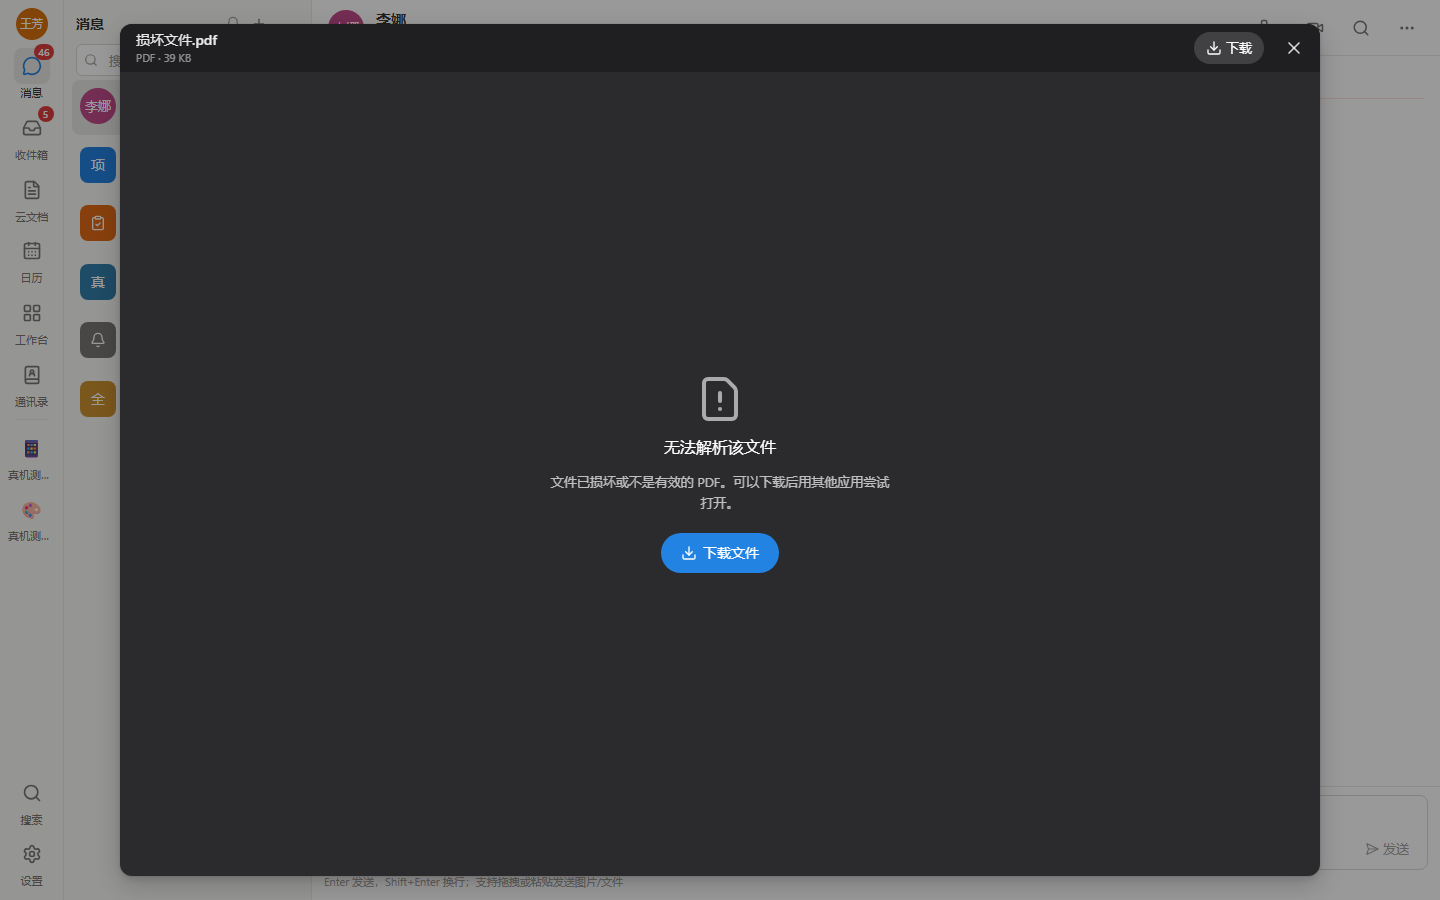 王芳
46
消息
5
收件箱
云文档
日历
工作台
通讯录
真机测...
真机测...
搜索
设置
消息
搜
李娜
项
真
全
李娜
损坏文件.pdf
PDF · 39 KB
下载
无法解析该文件
文件已损坏或不是有效的 PDF。可以下载后用其他应用尝试
打开。
下载文件
发送
Enter 发送，Shift+Enter 换行；支持拖拽或粘贴发送图片/文件